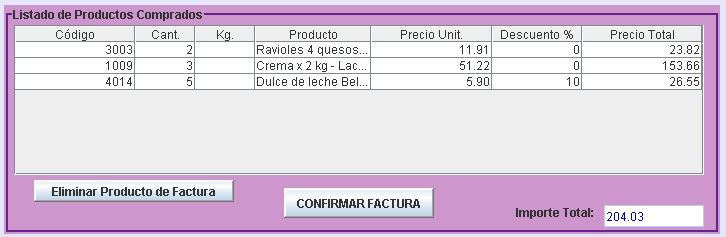 Listado de Productos Comprados
Código Cant. Kg. Producto Precio Unit. Descuento % Precio Total
3003 2 Ravioles 4 quesos... 11.91 0 23.82
1009 3 Crema x 2 kg - Lac... 51.22 0 153.66
4014 5 Dulce de leche Bel... 5.90 10 26.55
Eliminar Producto de Factura
CONFIRMAR FACTURA
Importe Total: 204.03